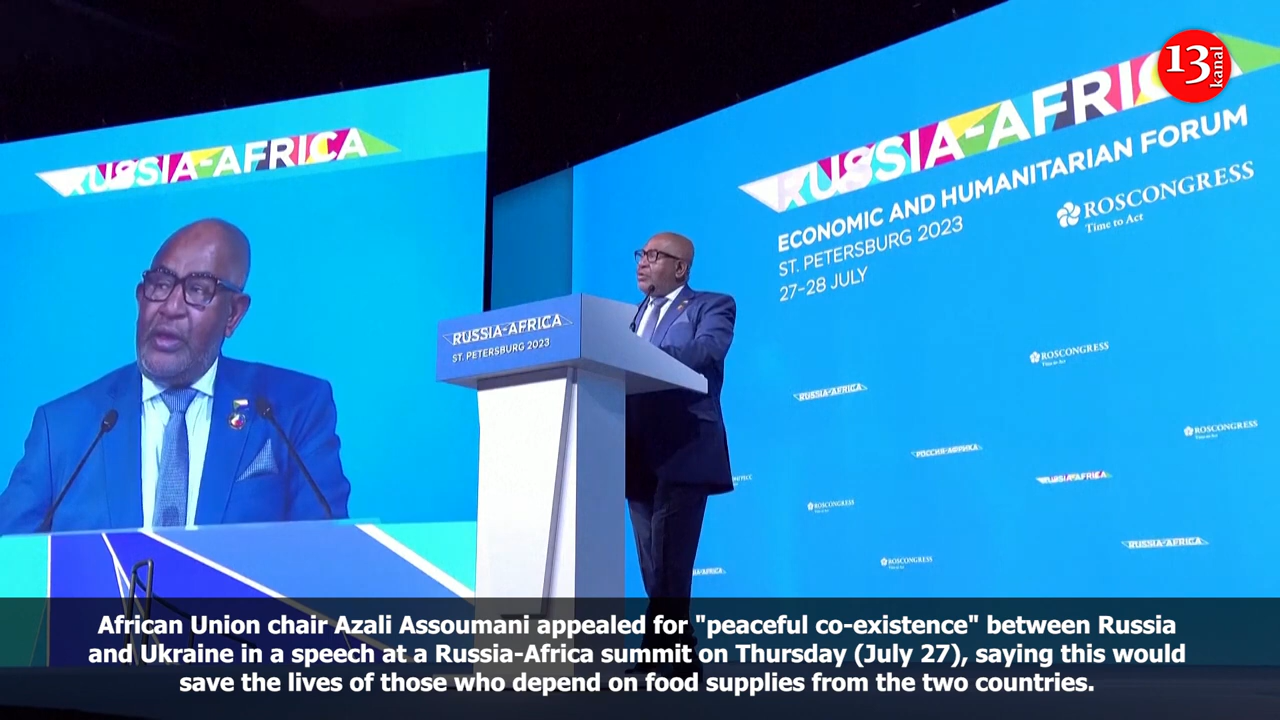 13
kanal
RUSSIA-AFRICA
RUSSIA-AFRIC
ECONOMIC AND HUMANITARIAN FORUM
ST. PETERSBURG 2023
27–28 JULY
ROSCONGRESS
Time to Act
RUSSIA-AFRICA
ST. PETERSBURG 2023
ROSCONGRESS
Time to Act
RUSSIA-AFRICA
ROSCONGRESS
РОССИЯ-АФРИКА
RUSSIA-AFRICA
ROSCONGRESS
RUSSIA-AFRICA
ROSCONGRESS
African Union chair Azali Assoumani appealed for "peaceful co-existence" between Russia
and Ukraine in a speech at a Russia-Africa summit on Thursday (July 27), saying this would
save the lives of those who depend on food supplies from the two countries.